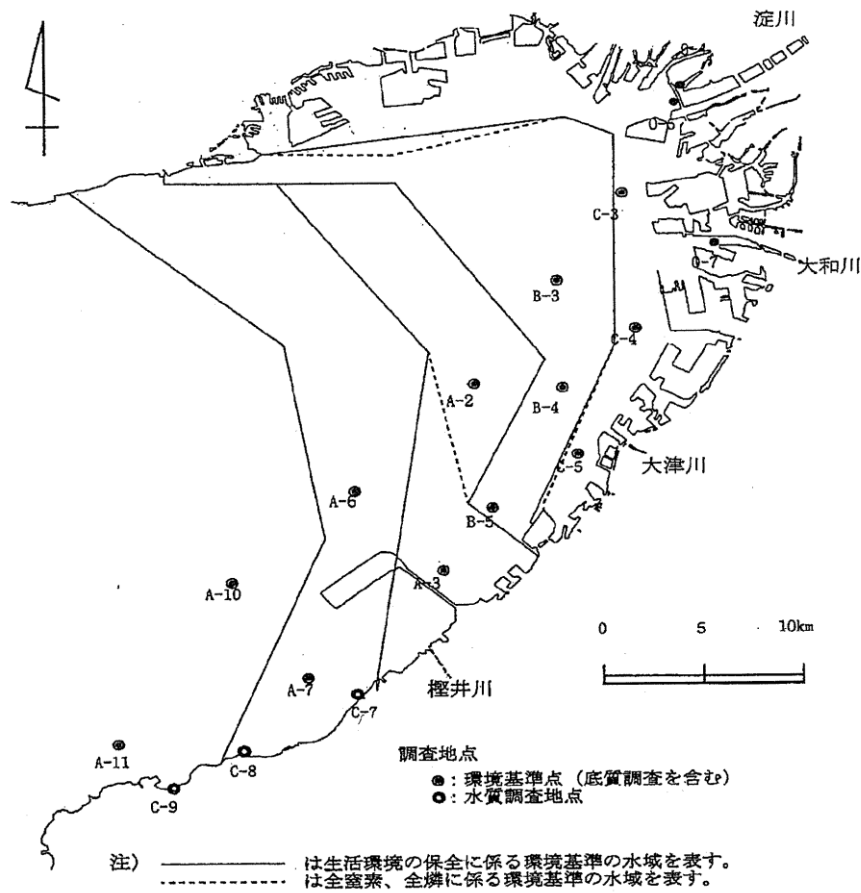 淀川
C-3
O-7
大和川
B-3
C-4
A-2
B-4
C-5
大津川
A-6
B-5
A-3
A-10
0 5 10km
A-7
C-7
樫井川
A-11
C-8
C-9
調査地点
◉:環境基準点(底質調査を含む)
○:水質調査地点
注) ──── は生活環境の保全に係る環境基準の水域を表す。
------ は全窒素、全燐に係る環境基準の水域を表す。